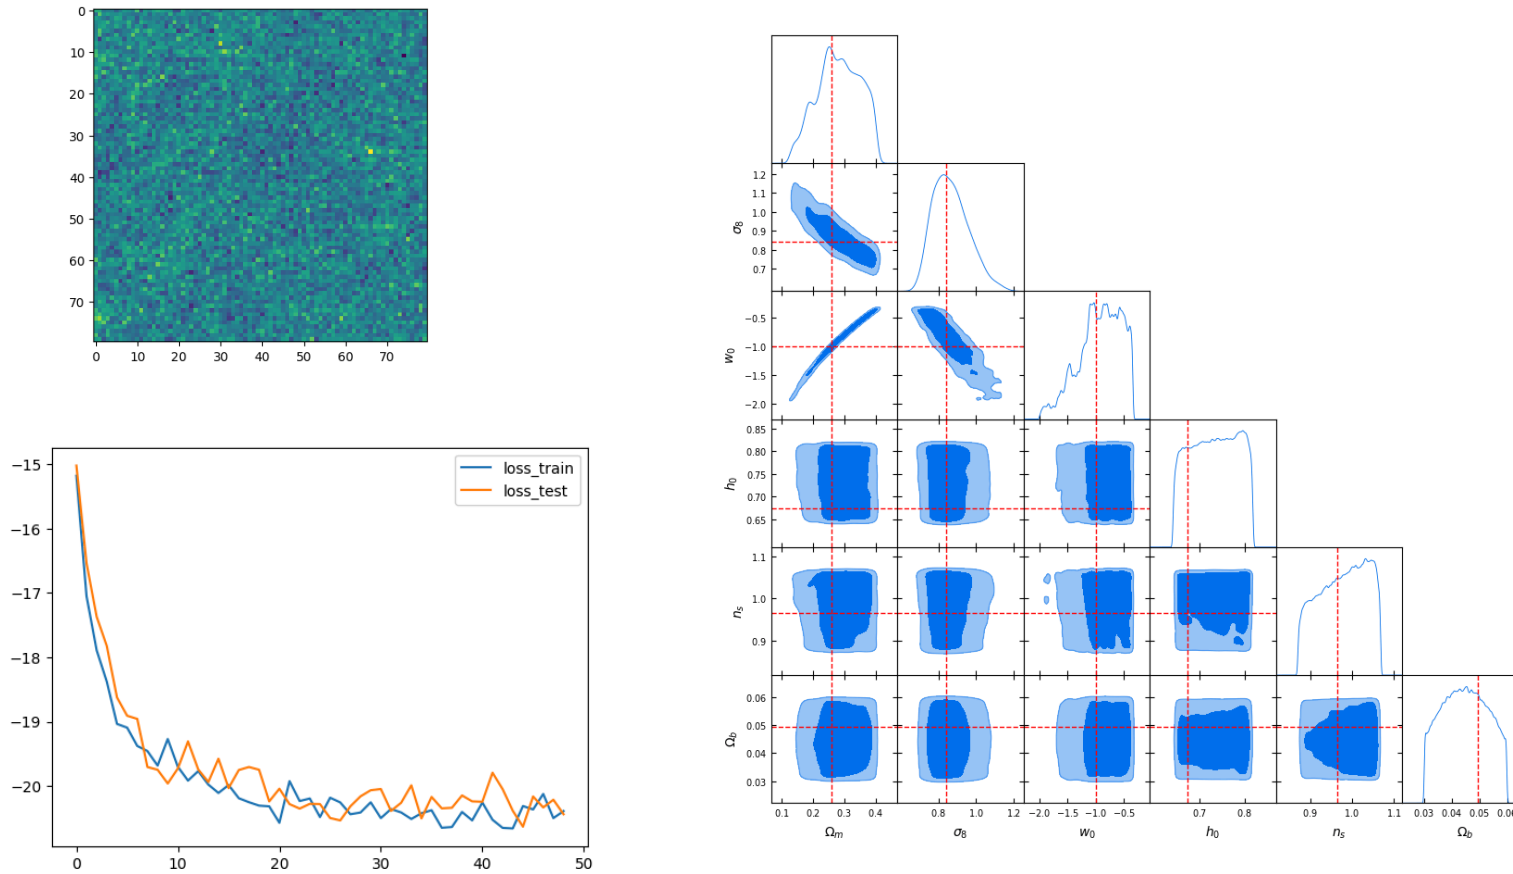 0
10
20
30
40
50
60
70
0 10 20 30 40 50 60 70
loss_train
loss_test
−15
−16
−17
−18
−19
−20
0 10 20 30 40 50
σ8
1.2
1.1
1.0
0.9
0.8
0.7
w0
−0.5
−1.0
−1.5
−2.0
h0
0.85
0.80
0.75
0.70
0.65
ns
1.1
1.0
0.9
Ωb
0.06
0.05
0.04
0.03
0.1 0.2 0.3 0.4
Ωm
0.8 1.0 1.2
σ8
−2.0 −1.5 −1.0 −0.5
w0
0.7 0.8
h0
0.9 1.0 1.1
ns
0.03 0.04 0.05 0.06
Ωb